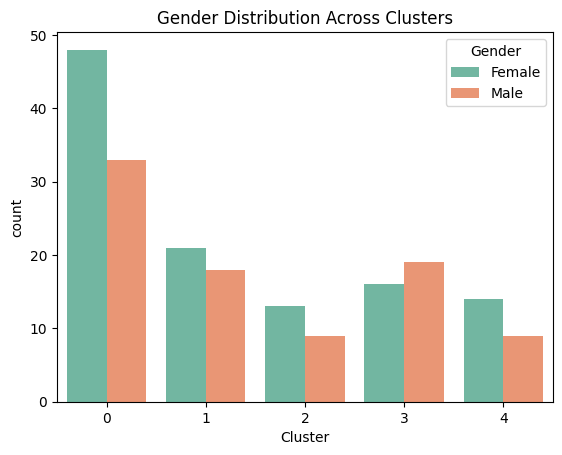 Gender Distribution Across Clusters
50
40
30
20
10
0
count
Gender
Female
Male
0 1 2 3 4
Cluster